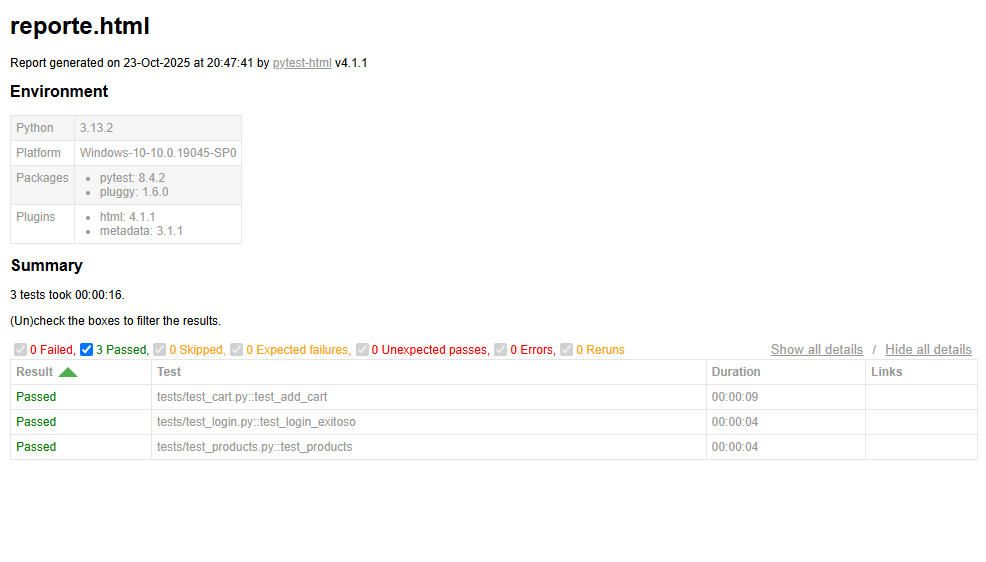 reporte.html
Report generated on 23-Oct-2025 at 20:47:41 by pytest-html v4.1.1
Environment
Python 3.13.2
Platform Windows-10-10.0.19045-SP0
Packages
pytest: 8.4.2
pluggy: 1.6.0
Plugins
html: 4.1.1
metadata: 3.1.1
Summary
3 tests took 00:00:16.
(Un)check the boxes to filter the results.
0 Failed, 3 Passed, 0 Skipped, 0 Expected failures, 0 Unexpected passes, 0 Errors, 0 Reruns Show all details / Hide all details
Result Test Duration Links
Passed tests/test_cart.py::test_add_cart 00:00:09
Passed tests/test_login.py::test_login_exitoso 00:00:04
Passed tests/test_products.py::test_products 00:00:04